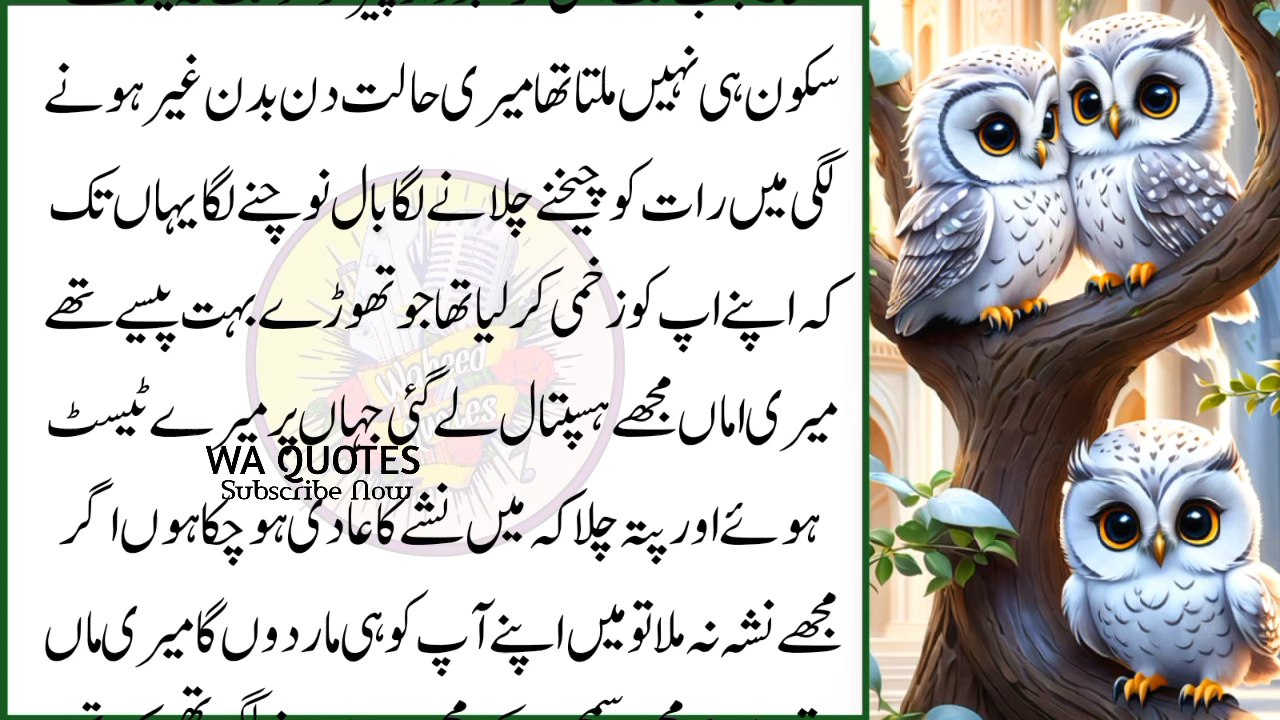 سکون ہی نہیں ملتا تھا میری حالت دن بدن غیر ہونے
لگی میں رات کو چیخنے چلانے لگا بال نوچنے لگا یہاں تک
کہ اپنے اپ کو زخمی کر لیا تھا جو تھوڑے بہت پیسے تھے
میری اماں مجھے ہسپتال لے گئی جہاں پر میرے ٹیسٹ
WA QUOTES
Subscribe Now
ہوئے اور پتہ چلا کہ میں نشے کا عادی ہو چکا ہوں اگر
مجھے نشہ نہ ملا تو میں اپنے آپ کو ہی مار دوں گا میری ماں